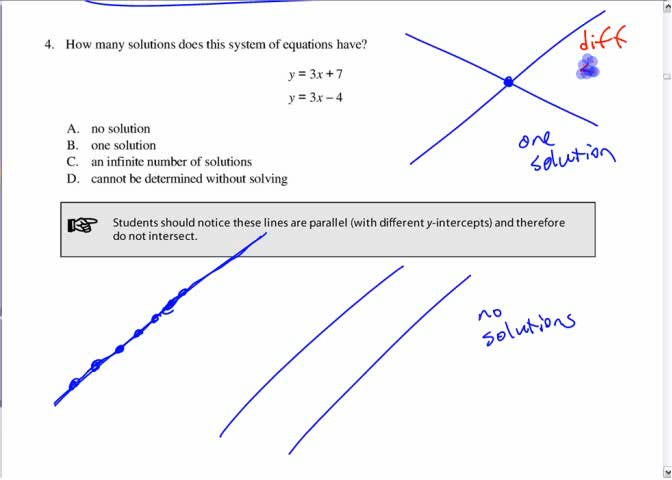 4. How many solutions does this system of equations have?
y = 3x + 7
y = 3x – 4
A. no solution
B. one solution
C. an infinite number of solutions
D. cannot be determined without solving
diff
one
solution
Students should notice these lines are parallel (with different y-intercepts) and therefore
do not intersect.
no
solutions